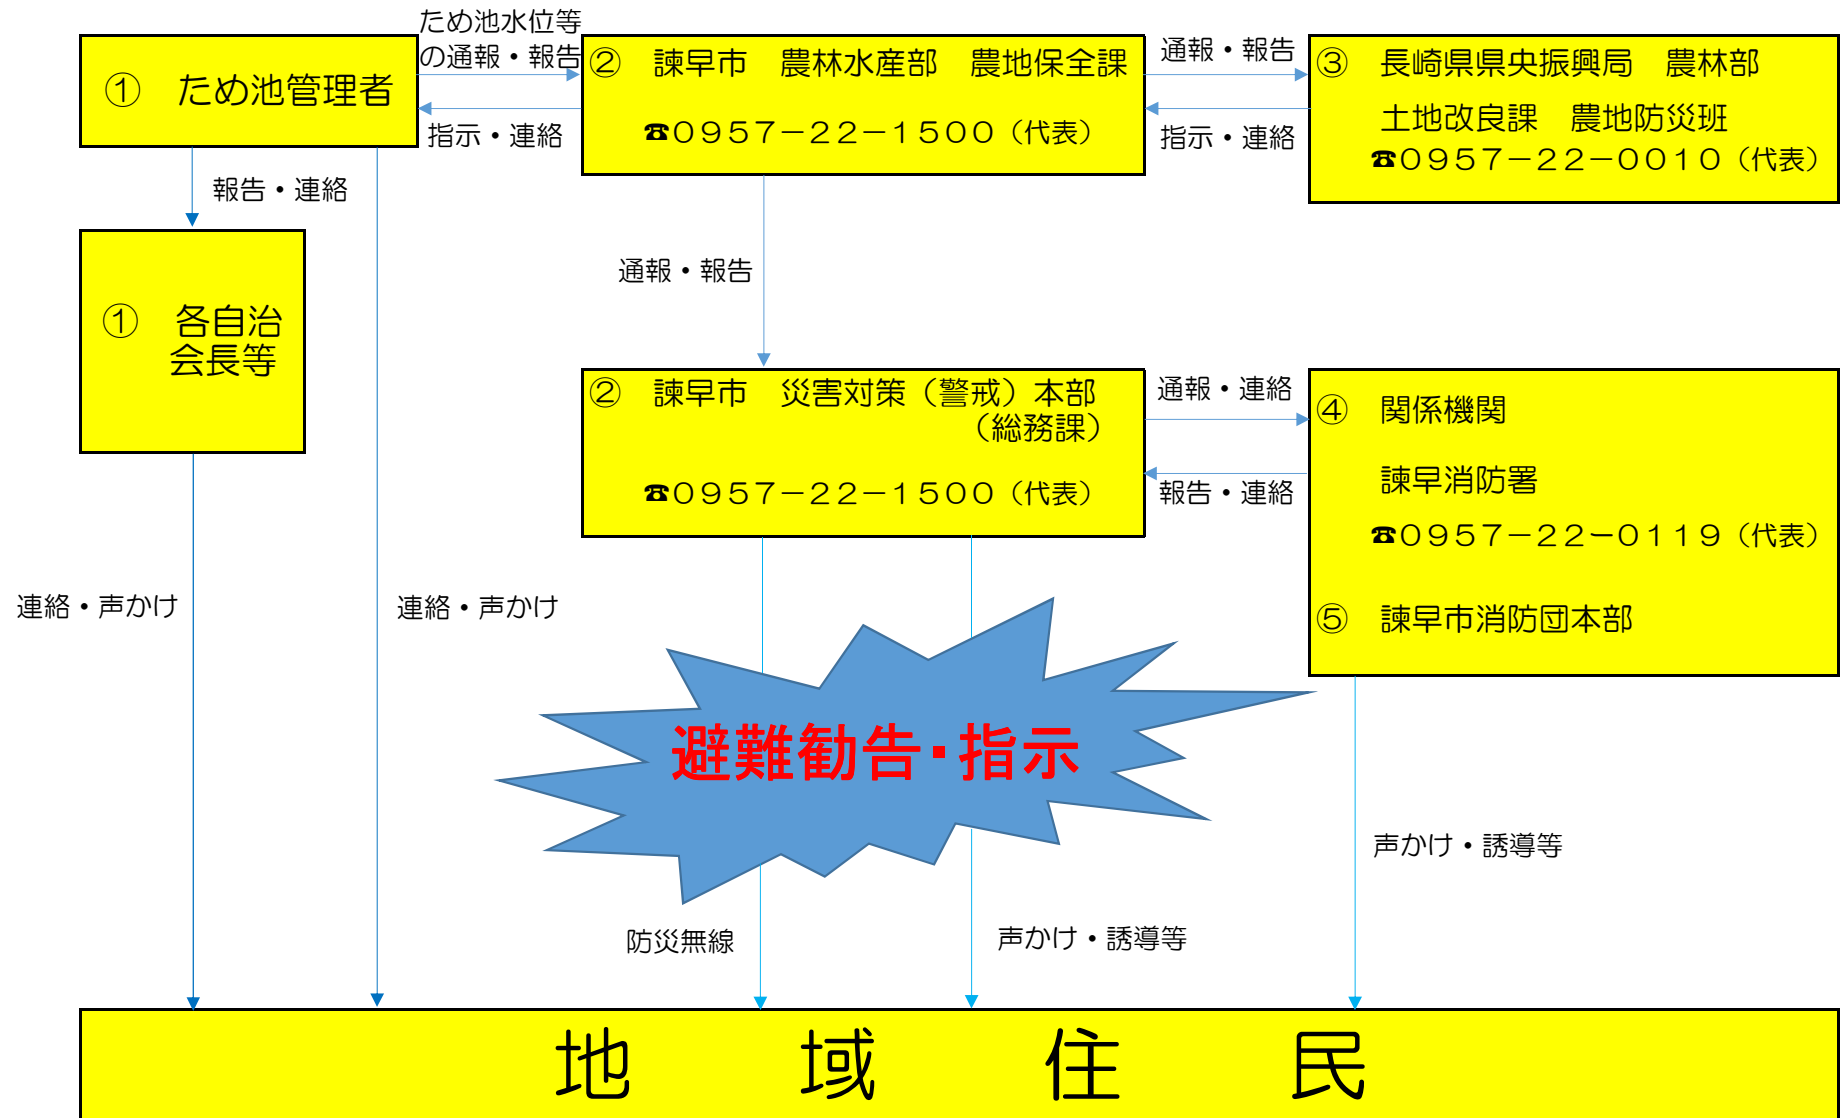 ため池水位等
の通報・報告
① ため池管理者
指示・連絡
② 諫早市 農林水産部 農地保全課
☎0957-22-1500(代表)
通報・報告
指示・連絡
③ 長崎県県央振興局 農林部
土地改良課 農地防災班
☎0957-22-0010(代表)
報告・連絡
① 各自治
会長等
通報・報告
② 諫早市 災害対策(警戒)本部
(総務課)
☎0957-22-1500(代表)
通報・連絡
報告・連絡
④ 関係機関
諫早消防署
☎0957-22-0119(代表)
⑤ 諫早市消防団本部
連絡・声かけ
連絡・声かけ
避難勧告・指示
声かけ・誘導等
防災無線
声かけ・誘導等
地域住民